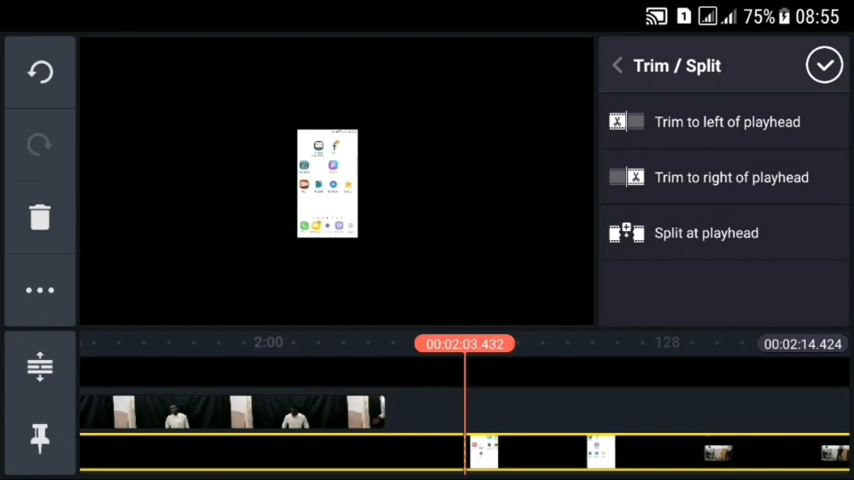 1 75% 08:55
Trim / Split
Trim to left of playhead
Trim to right of playhead
Split at playhead
2:00
00:02:03.432
128
00:02:14.424